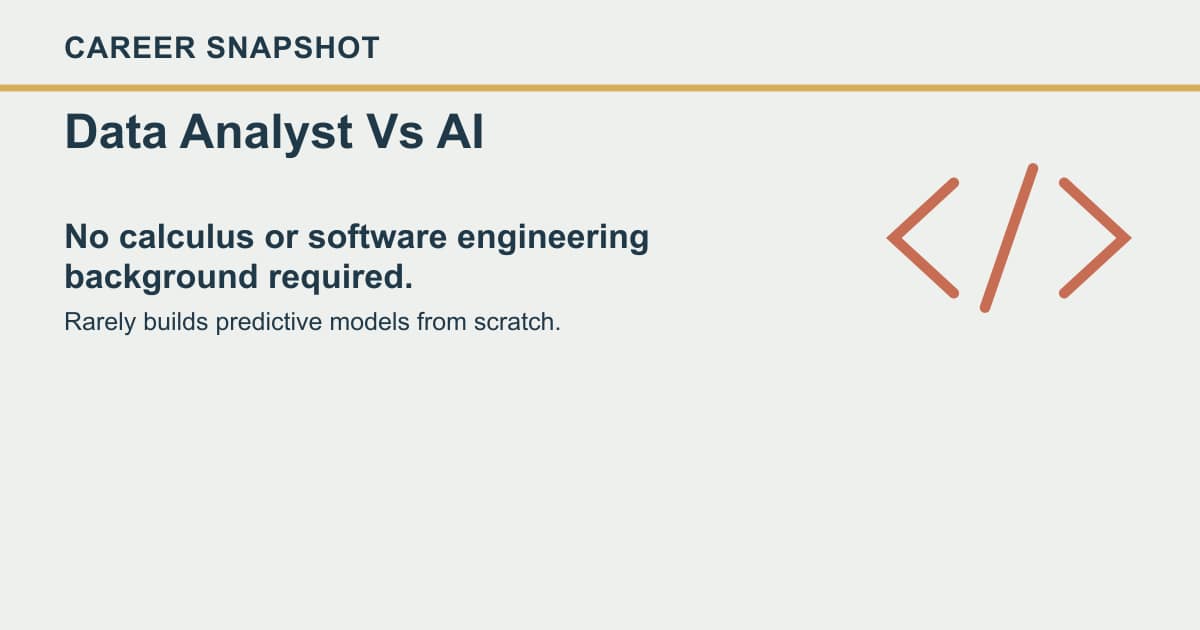 CAREER SNAPSHOT
Data Analyst Vs AI
No calculus or software engineering
background required.
Rarely builds predictive models from scratch.